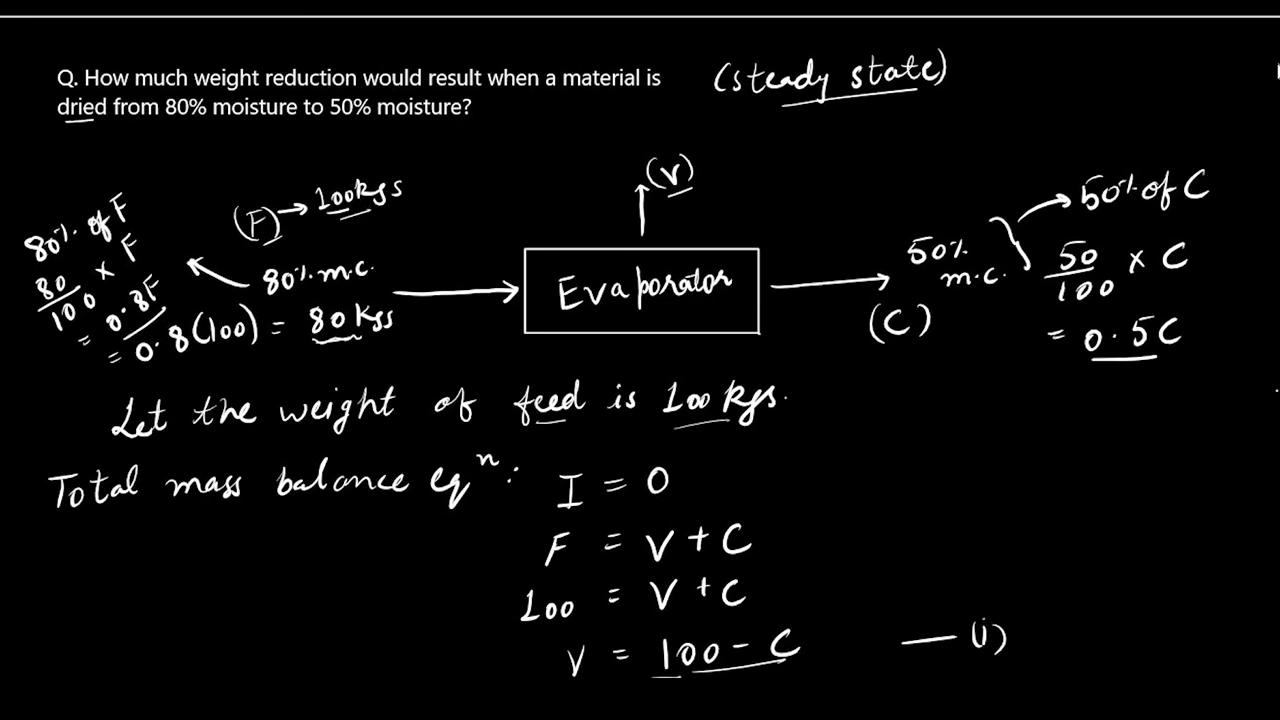 Q. How much weight reduction would result when a material is
dried from 80% moisture to 50% moisture?
(steady state)
(V)
(F) → 100kgs
80% of F
80/100 × F
= 0.8F
= 0.8(100) = 80kgs
80% m.c.
Evaporator
50%
m.c.
(C)
50% of C
50/100 × C
= 0.5C
Let the weight of feed is 100kgs.
Total mass balance eqⁿ:
I = O
F = V + C
100 = V + C
V = 100 - C — (i)